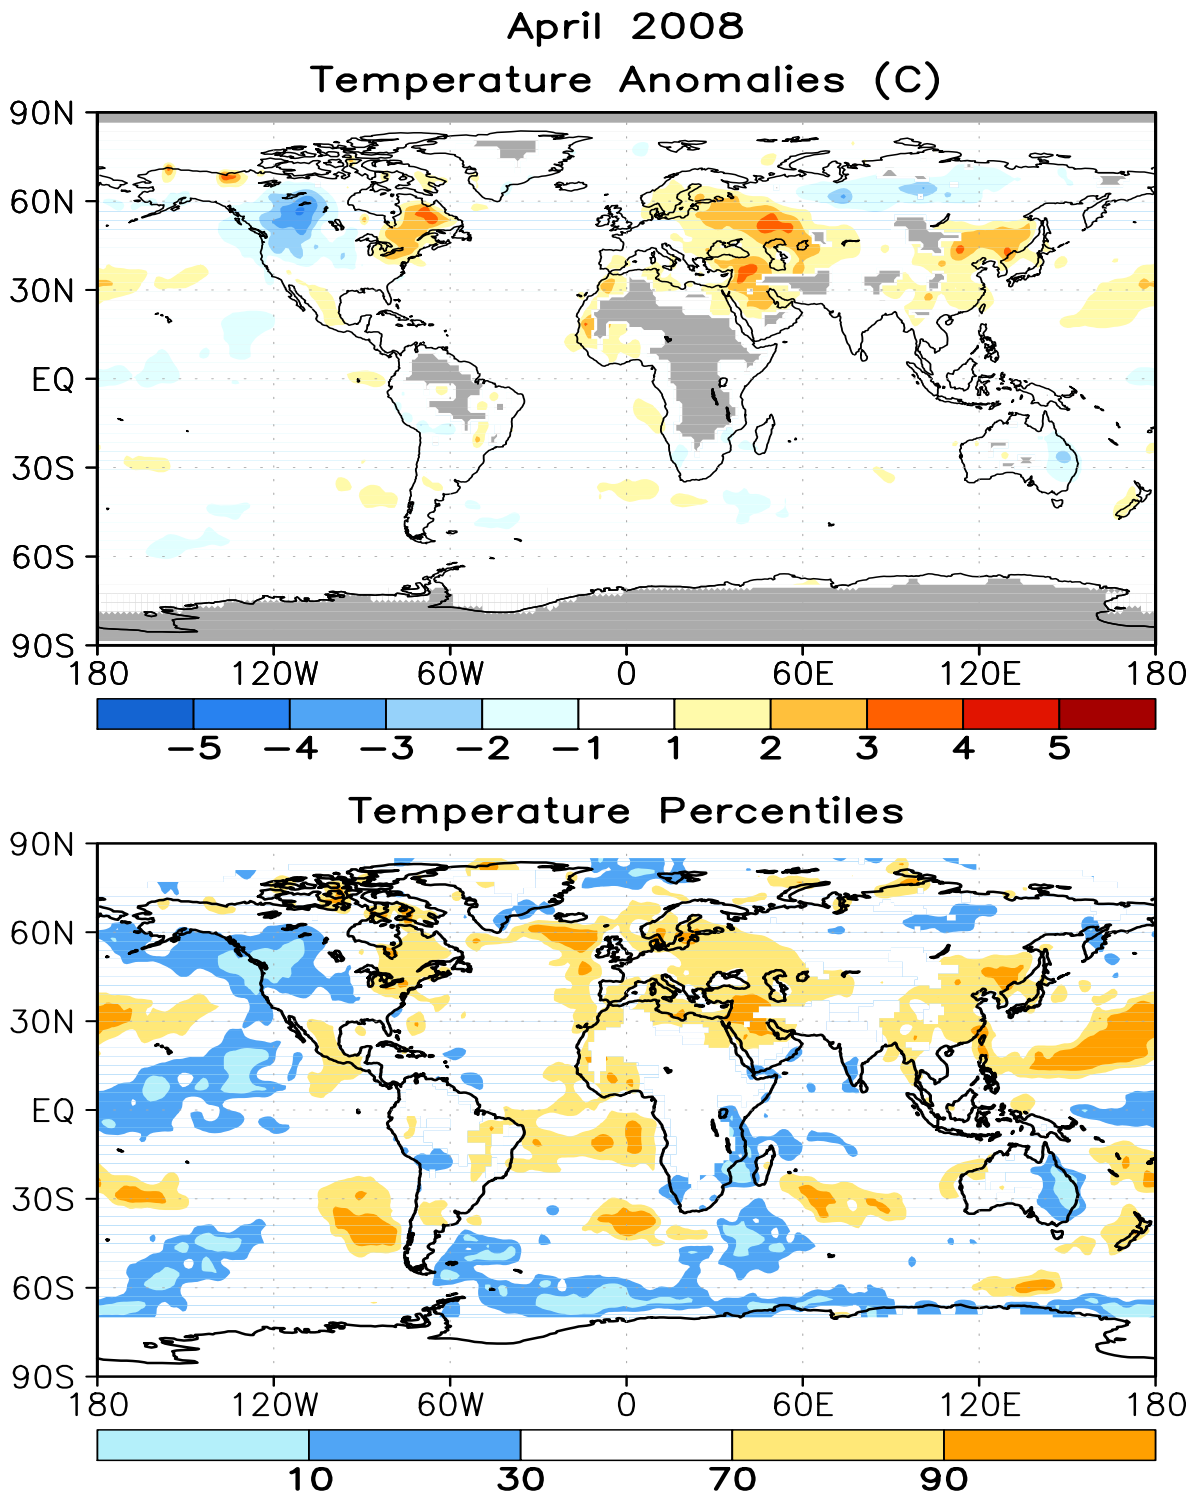 April 2008
Temperature Anomalies (C)
90N
60N
30N
EQ
30S
60S
90S
180 120W 60W 0 60E 120E 180
−5 −4 −3 −2 −1 1 2 3 4 5
Temperature Percentiles
90N
60N
30N
EQ
30S
60S
90S
180 120W 60W 0 60E 120E 180
10 30 70 90